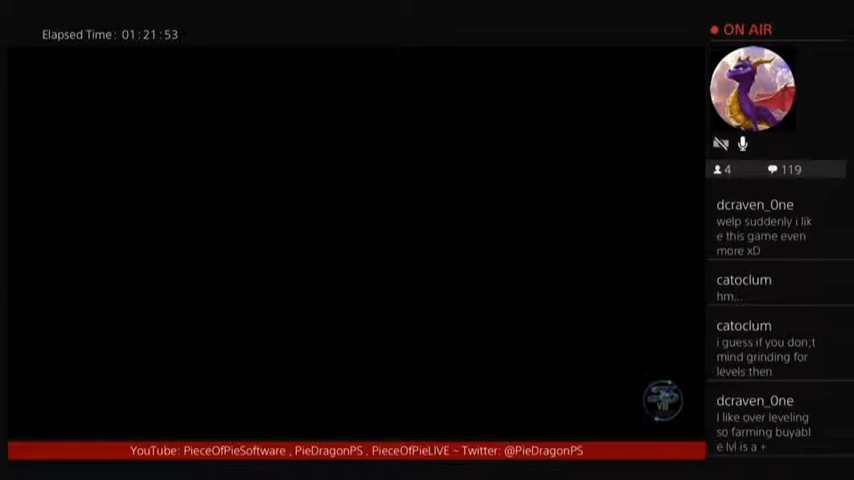 Elapsed Time : 01:21:53
ON AIR
4 119
dcraven_0ne
welp suddenly i lik
e this game even
more xD
catoclum
hm...
catoclum
i guess if you don;t
mind grinding for
levels then
dcraven_0ne
I like over leveling
so farming buyabl
e lvl is a +
VIII
YouTube: PieceOfPieSoftware , PieDragonPS , PieceOfPieLIVE ~ Twitter: @PieDragonPS